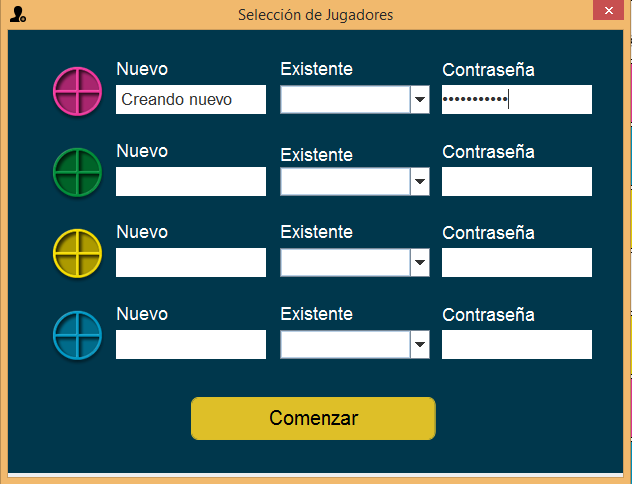 Selección de Jugadores
Nuevo Existente Contraseña
Creando nuevo •••••••••••
Nuevo Existente Contraseña
Nuevo Existente Contraseña
Nuevo Existente Contraseña
Comenzar